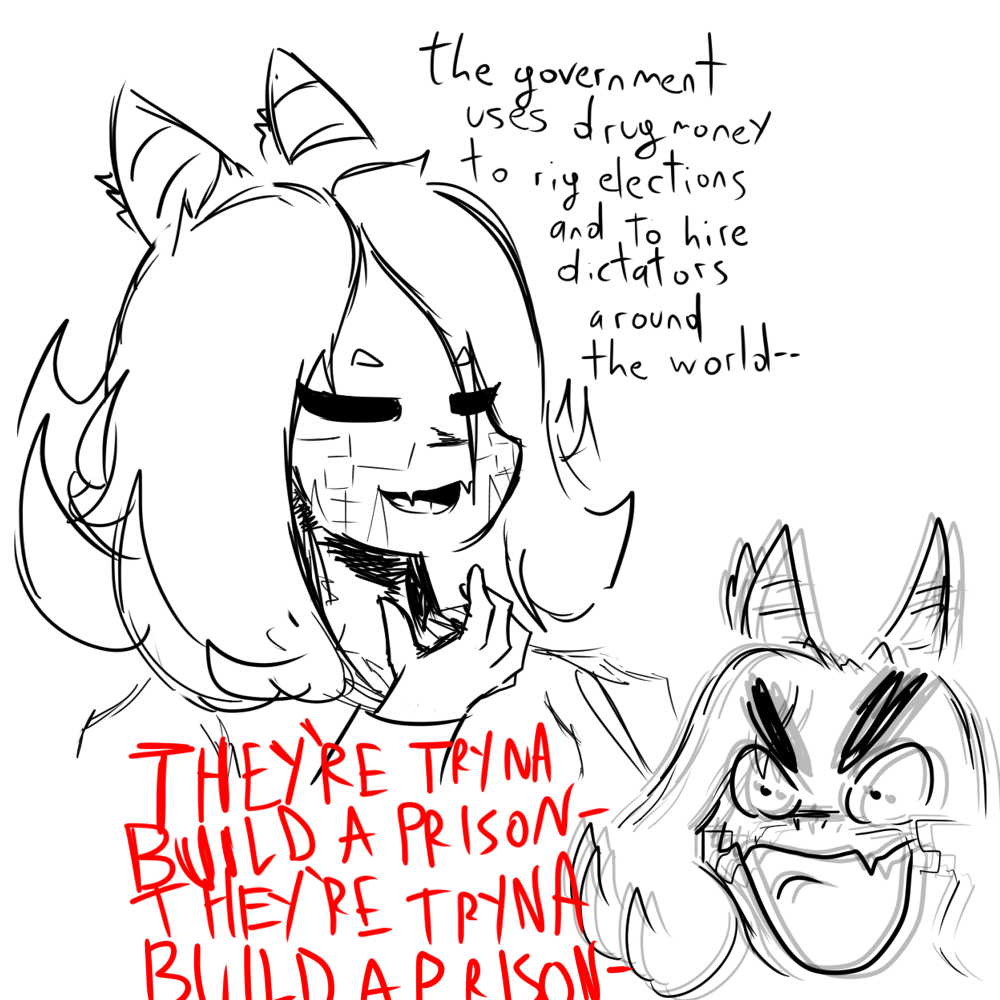 the government
uses drug money
to rig elections
and to hire
dictators
around
the world--
THEY'RE TRYNA
BUILD A PRISON-
THEY'RE TRYNA
BUILD A PRISON-